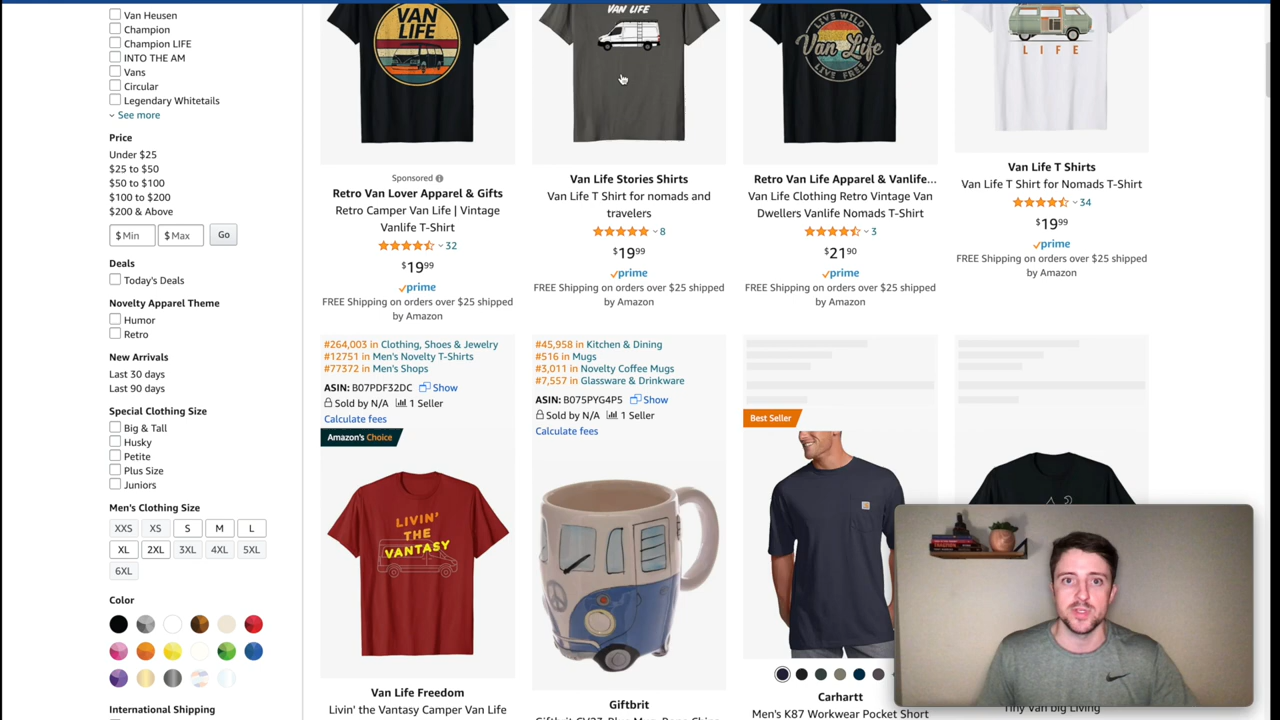 Van Heusen
Champion
Champion LIFE
INTO THE AM
Vans
Circular
Legendary Whitetails
See more
Price
Under $25
$25 to $50
$50 to $100
$100 to $200
$200 & Above
$ Min
$ Max
Go
Deals
Today's Deals
Novelty Apparel Theme
Humor
Retro
New Arrivals
Last 30 days
Last 90 days
Special Clothing Size
Big & Tall
Husky
Petite
Plus Size
Juniors
Men's Clothing Size
XXS XS S M L
XL 2XL 3XL 4XL 5XL
6XL
Color
International Shipping
VAN
LIFE
Sponsored
Retro Van Lover Apparel & Gifts
Retro Camper Van Life | Vintage
Vanlife T-Shirt
32
$19.99
prime
FREE Shipping on orders over $25 shipped
by Amazon
VAN LIFE
Van Life Stories Shirts
Van Life T Shirt for nomads and
travelers
8
$19.99
prime
FREE Shipping on orders over $25 shipped
by Amazon
LIVE WILD
Van Life
LIVE FREE
Retro Van Life Apparel & Vanlife...
Van Life Clothing Retro Vintage Van
Dwellers Vanlife Nomads T-Shirt
3
$21.90
prime
FREE Shipping on orders over $25 shipped
by Amazon
LIFE
Van Life T Shirts
Van Life T Shirt for Nomads T-Shirt
34
$19.99
prime
FREE Shipping on orders over $25 shipped
by Amazon
#264,003 in Clothing, Shoes & Jewelry
#12751 in Men's Novelty T-Shirts
#77372 in Men's Shops
ASIN: B07PDF32DC Show
Sold by N/A 1 Seller
Calculate fees
Amazon's Choice
LIVIN'
THE
VANTASY
Van Life Freedom
Livin' the Vantasy Camper Van Life
#45,958 in Kitchen & Dining
#516 in Mugs
#3,011 in Novelty Coffee Mugs
#7,557 in Glassware & Drinkware
ASIN: B075PYG4P5 Show
Sold by N/A 1 Seller
Calculate fees
Giftbrit
Best Seller
Carhartt
Men's K87 Workwear Pocket Short
Tiny Van Big Living